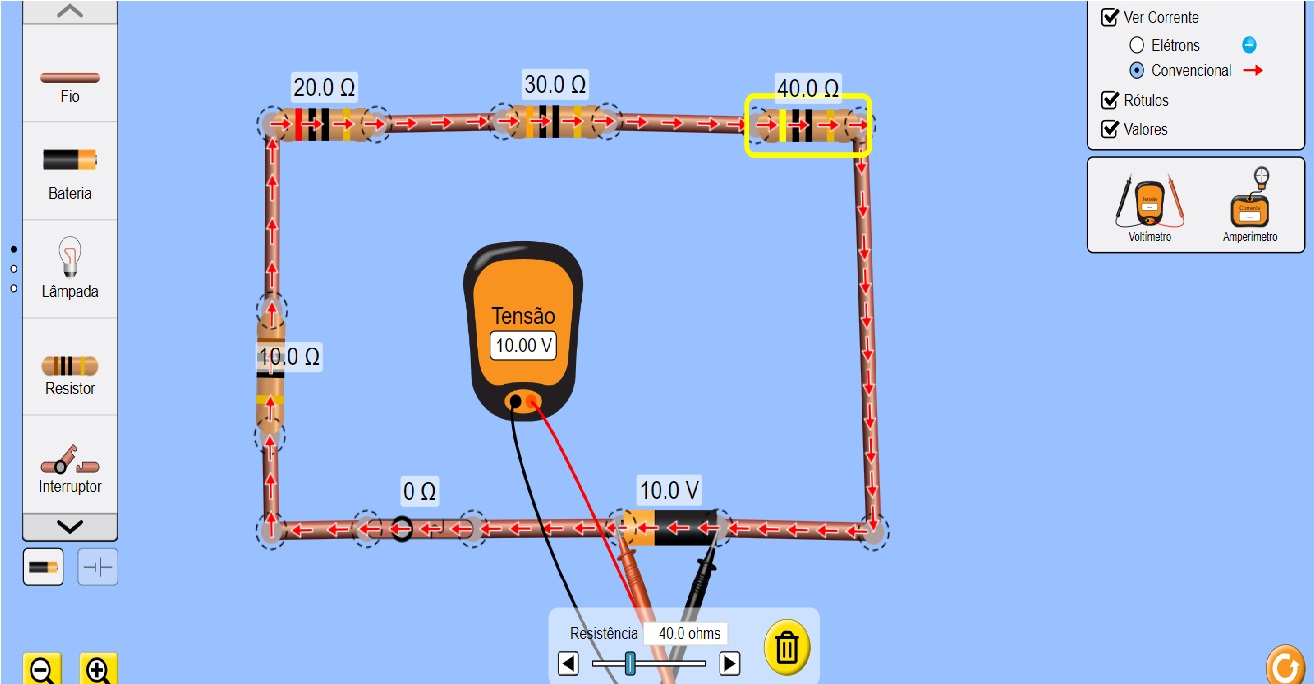 Fio
Bateria
Lâmpada
Resistor
Interruptor
20.0 Ω
30.0 Ω
40.0 Ω
10.0 Ω
Tensão
10.00 V
0 Ω
10.0 V
Resistência 40.0 ohms
Ver Corrente
Elétrons
Convencional
Rótulos
Valores
Tensão
Corrente
Voltímetro
Amperímetro